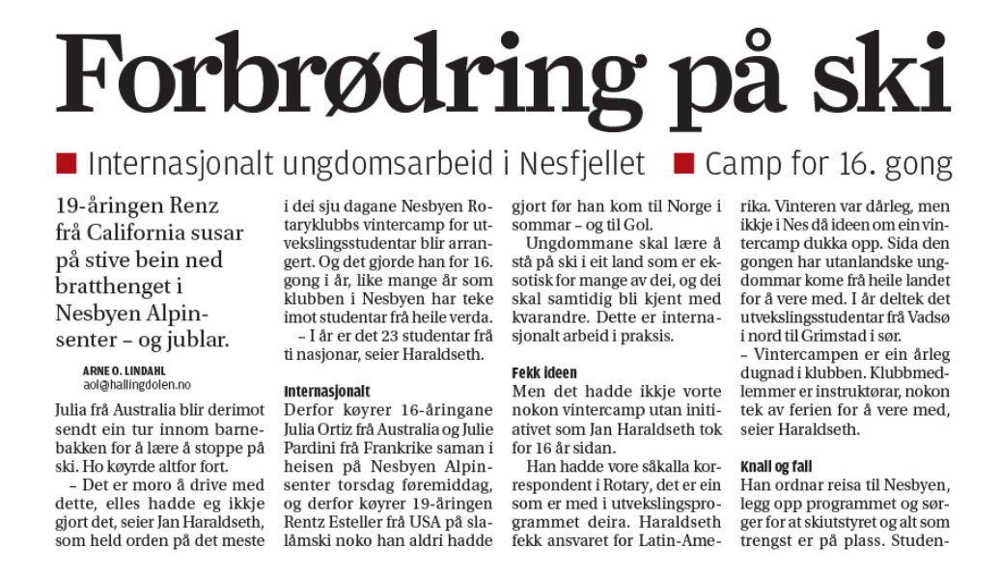 Forbrødring på ski
Internasjonalt ungdomsarbeid i Nesfjellet
Camp for 16. gong
19-åringen Renz
frå California susar
på stive bein ned
bratthenget i
Nesbyen Alpin-
senter – og jublar.
ARNE O. LINDAHL
aol@hallingdolen.no
Julia frå Australia blir derimot
sendt ein tur innom barne-
bakken for å lære å stoppe på
ski. Ho køyrde altfor fort.
– Det er moro å drive med
dette, elles hadde eg ikkje
gjort det, seier Jan Haraldseth,
som held orden på det meste
i dei sju dagane Nesbyen Ro-
taryklubbs vintercamp for ut-
vekslingsstudentar blir arran-
gert. Og det gjorde han for 16.
gong i år, like mange år som
klubben i Nesbyen har teke
imot studentar frå heile verda.
– I år er det 23 studentar frå
ti nasjonar, seier Haraldseth.
Internasjonalt
Derfor køyrer 16-åringane
Julia Ortiz frå Australia og Julie
Pardini frå Frankrike saman i
heisen på Nesbyen Alpin-
senter torsdag føremiddag,
og derfor køyrer 19-åringen
Rentz Esteller frå USA på sla-
låmski noko han aldri hadde
gjort før han kom til Norge i
sommar – og til Gol.
Ungdommane skal lære å
stå på ski i eit land som er ek-
sotisk for mange av dei, og dei
skal samtidig bli kjent med
kvarandre. Dette er interna-
sjonalt arbeid i praksis.
Fekk ideen
Men det hadde ikkje vorte
nokon vintercamp utan initi-
ativet som Jan Haraldseth tok
for 16 år sidan.
Han hadde vore såkalla kor-
respondent i Rotary, det er ein
som er med i utvekslingspro-
grammet deira. Haraldseth
fekk ansvaret for Latin-Ame-
rika. Vinteren var dårleg, men
ikkje i Nes då ideen om ein vin-
tercamp dukka opp. Sida den
gongen har utanlandske ung-
dommar kome frå heile landet
for å vere med. I år deltek det
utvekslingsstudentar frå Vadsø
i nord til Grimstad i sør.
– Vintercampen er ein årleg
dugnad i klubben. Klubbmed-
lemmer er instruktørar, nokon
tek av ferien for å vere med,
seier Haraldseth.
Knall og fall
Han ordnar reisa til Nesbyen,
legg opp programmet og sør-
ger for at skiutstyret og alt som
trengst er på plass. Studen-